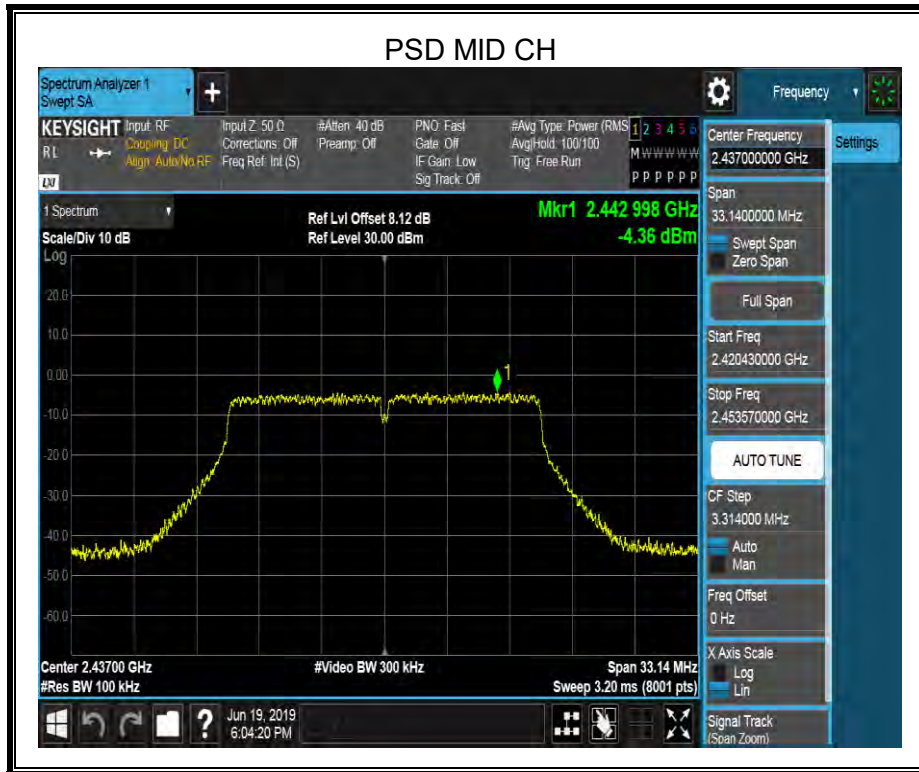 PSD MID CH
Spectrum Analyzer 1
Swept SA
+
Frequency
KEYSIGHT
RL
LXI
Input: RF
Coupling: DC
Align: Auto/No RF
Input Z: 50 Ω
Corrections: Off
Freq Ref: Int (S)
#Atten: 40 dB
Preamp: Off
PNO: Fast
Gate: Off
IF Gain: Low
Sig Track: Off
#Avg Type: Power (RMS
Avg|Hold: 100/100
Trig: Free Run
1 2 3 4 5 6
M W W W W W
P P P P P P
1 Spectrum
Scale/Div 10 dB
Ref Lvl Offset 8.12 dB
Ref Level 30.00 dBm
Mkr1 2.442 998 GHz
-4.36 dBm
Log
20.0
10.0
0.00
-10.0
-20.0
-30.0
-40.0
-50.0
-60.0
1
Center 2.43700 GHz
#Res BW 100 kHz
#Video BW 300 kHz
Span 33.14 MHz
Sweep 3.20 ms (8001 pts)
?
Jun 19, 2019
6:04:20 PM
Center Frequency
2.437000000 GHz
Span
33.1400000 MHz
Swept Span
Zero Span
Full Span
Start Freq
2.420430000 GHz
Stop Freq
2.453570000 GHz
AUTO TUNE
CF Step
3.314000 MHz
Auto
Man
Freq Offset
0 Hz
X Axis Scale
Log
Lin
Signal Track
(Span Zoom)
Settings